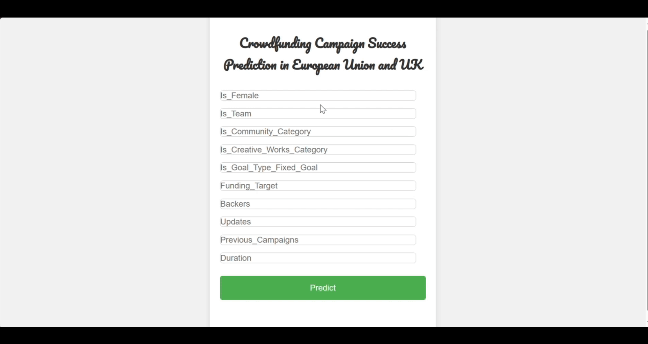 Crowdfunding Campaign Success
Prediction in European Union and UK
Is_Female
Is_Team
Is_Community_Category
Is_Creative_Works_Category
Is_Goal_Type_Fixed_Goal
Funding_Target
Backers
Updates
Previous_Campaigns
Duration
Predict